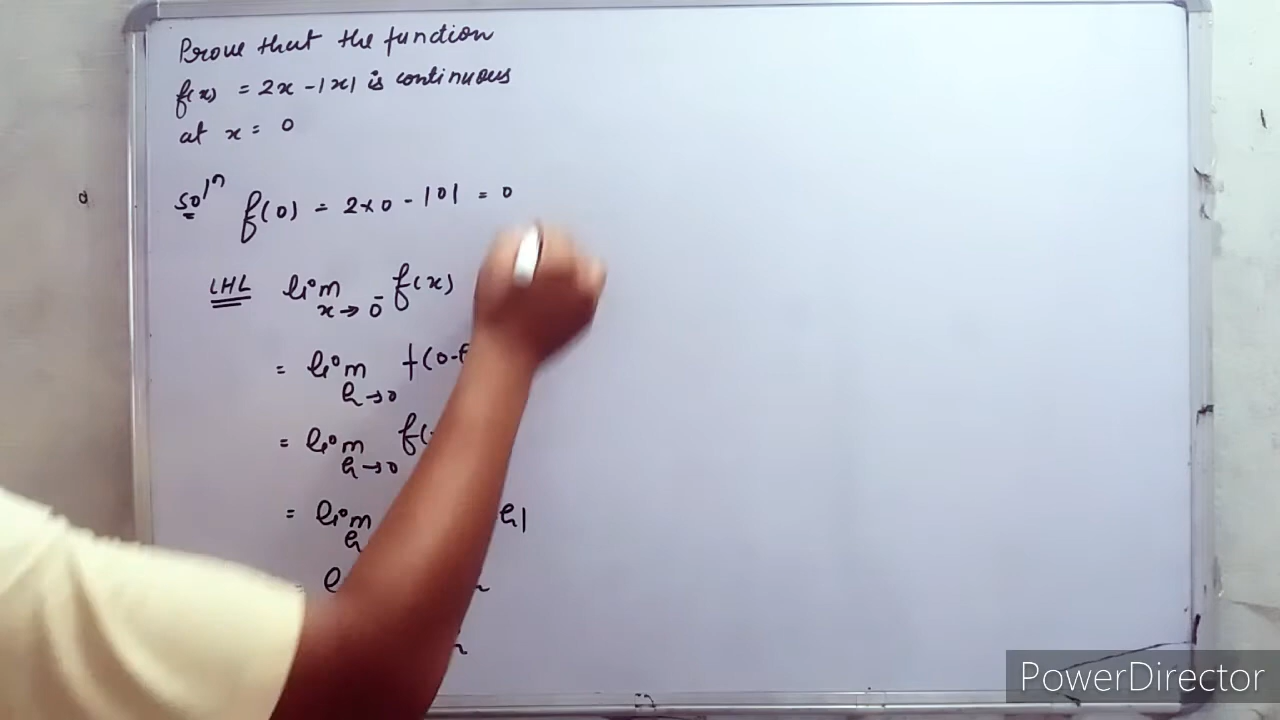 Prove that the function
f(x) = 2x - |x| is continuous
at x = 0
Soln f(0) = 2×0 - |0| = 0
LHL lim x→0⁻ f(x)
= lim h→0 f(0-
= lim h→0 f(
= lim h h|
=
PowerDirector